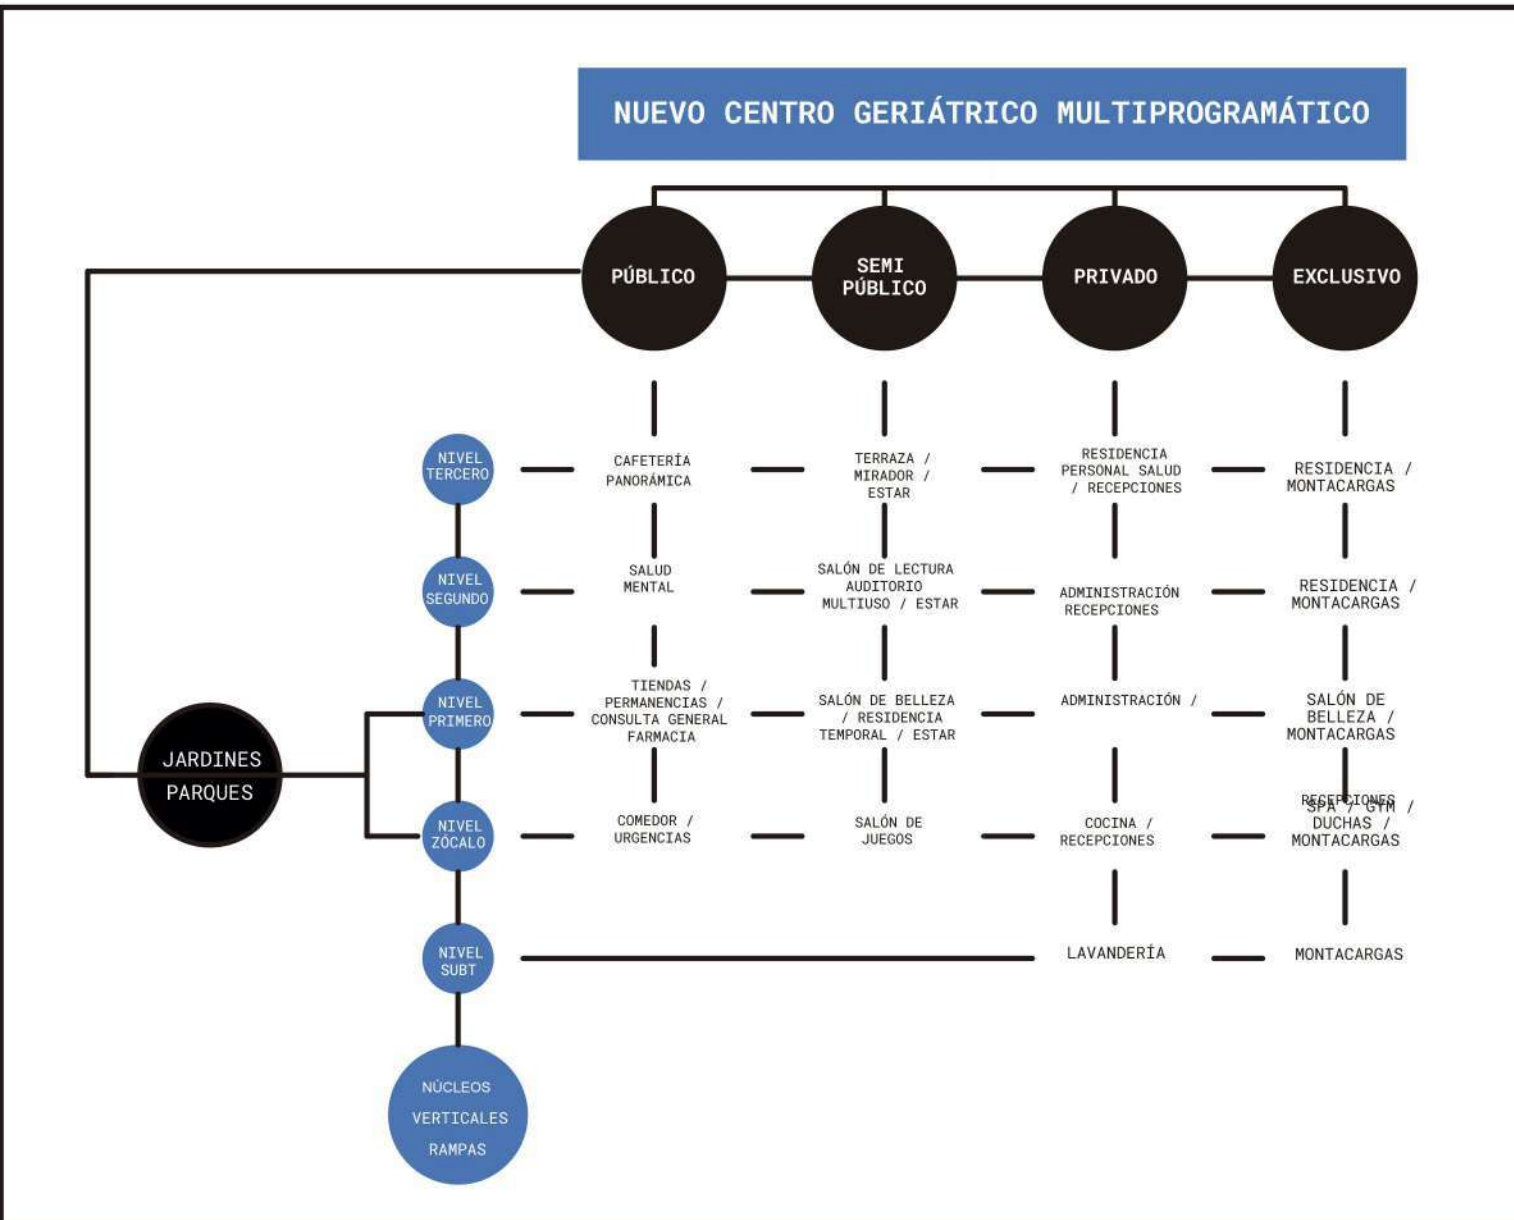 NUEVO CENTRO GERIÁTRICO MULTIPROGRAMÁTICO
PÚBLICO
SEMI
PÚBLICO
PRIVADO
EXCLUSIVO
NIVEL
TERCERO
CAFETERÍA
PANORÁMICA
TERRAZA /
MIRADOR /
ESTAR
RESIDENCIA
PERSONAL SALUD
/ RECEPCIONES
RESIDENCIA /
MONTACARGAS
NIVEL
SEGUNDO
SALUD
MENTAL
SALÓN DE LECTURA
AUDITORIO
MULTIUSO / ESTAR
ADMINISTRACIÓN
RECEPCIONES
RESIDENCIA /
MONTACARGAS
NIVEL
PRIMERO
TIENDAS /
PERMANENCIAS /
CONSULTA GENERAL
FARMACIA
SALÓN DE BELLEZA
/ RESIDENCIA
TEMPORAL / ESTAR
ADMINISTRACIÓN /
SALÓN DE
BELLEZA /
MONTACARGAS
JARDINES
PARQUES
NIVEL
ZÓCALO
COMEDOR /
URGENCIAS
SALÓN DE
JUEGOS
COCINA /
RECEPCIONES
RECEPCIONES
SPA / GYM /
DUCHAS /
MONTACARGAS
NIVEL
SUBT
LAVANDERÍA
MONTACARGAS
NÚCLEOS
VERTICALES
RAMPAS